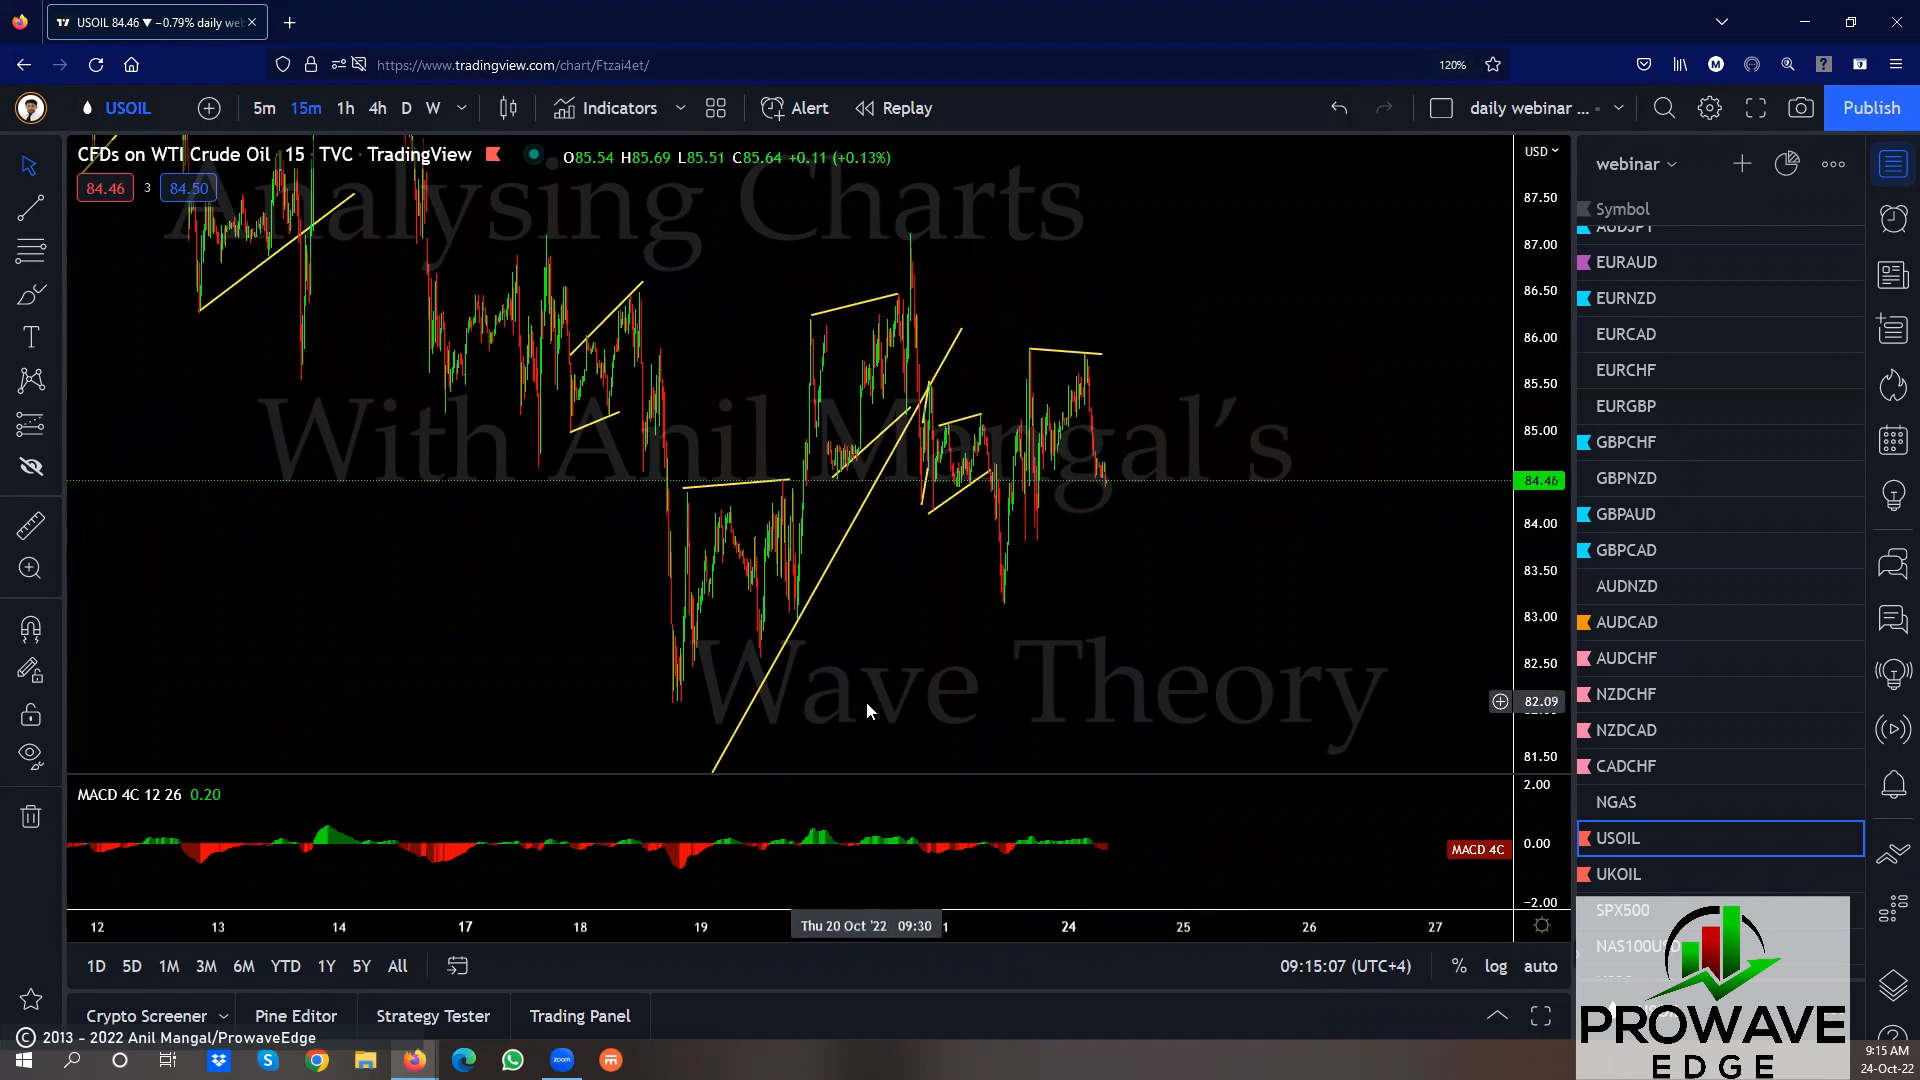 USOIL 84.46 ▼ −0.79% daily we
https://www.tradingview.com/chart/Ftzai4et/
120%
USOIL
5m 15m 1h 4h D W
Indicators
Alert
Replay
daily webinar ...
Publish
CFDs on WTI Crude Oil · 15 · TVC · TradingView
O85.54 H85.69 L85.51 C85.64 +0.11 (+0.13%)
84.46 3 84.50
Analysing Charts
With Anil Mangal's
Wave Theory
USD
87.50
87.00
86.50
86.00
85.50
85.00
84.46
84.00
83.50
83.00
82.50
82.09
81.50
MACD 4C 12 26 0.20
2.00
0.00
−2.00
MACD 4C
12 13 14 17 18 19 Thu 20 Oct '22 09:30 1 24 25 26 27
1D 5D 1M 3M 6M YTD 1Y 5Y All
09:15:07 (UTC+4)
% log auto
Crypto Screener
Pine Editor
Strategy Tester
Trading Panel
© 2013 - 2022 Anil Mangal/ProwaveEdge
webinar
Symbol
AUDJPY
EURAUD
EURNZD
EURCAD
EURCHF
EURGBP
GBPCHF
GBPNZD
GBPAUD
GBPCAD
AUDNZD
AUDCAD
AUDCHF
NZDCHF
NZDCAD
CADCHF
NGAS
USOIL
UKOIL
SPX500
NAS100USD
PROWAVE
EDGE
zoom
9:15 AM
24-Oct-22